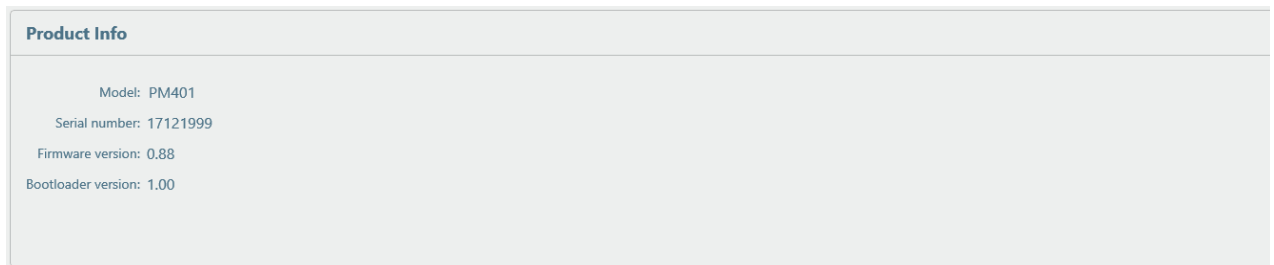 Product Info
Model: PM401
Serial number: 17121999
Firmware version: 0.88
Bootloader version: 1.00